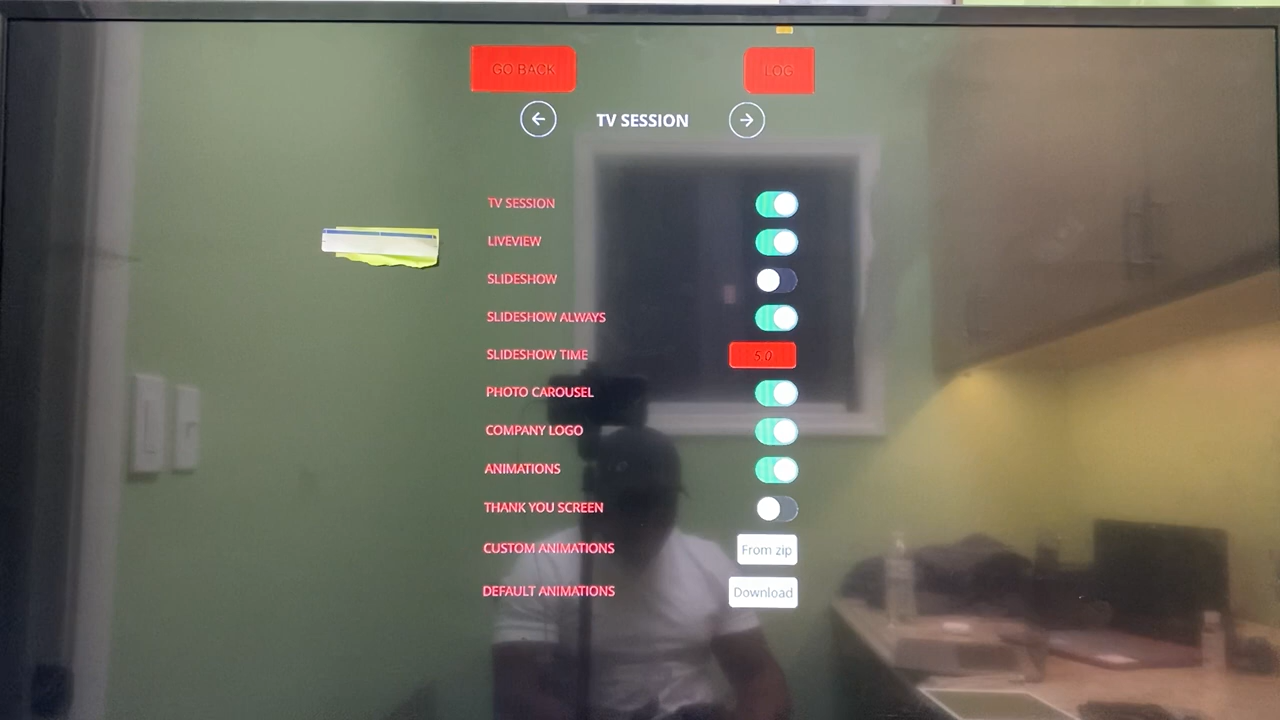 GO BACK
LOG
TV SESSION
TV SESSION
LIVEVIEW
SLIDESHOW
SLIDESHOW ALWAYS
SLIDESHOW TIME
5.0
PHOTO CAROUSEL
COMPANY LOGO
ANIMATIONS
THANK YOU SCREEN
CUSTOM ANIMATIONS
From zip
DEFAULT ANIMATIONS
Download